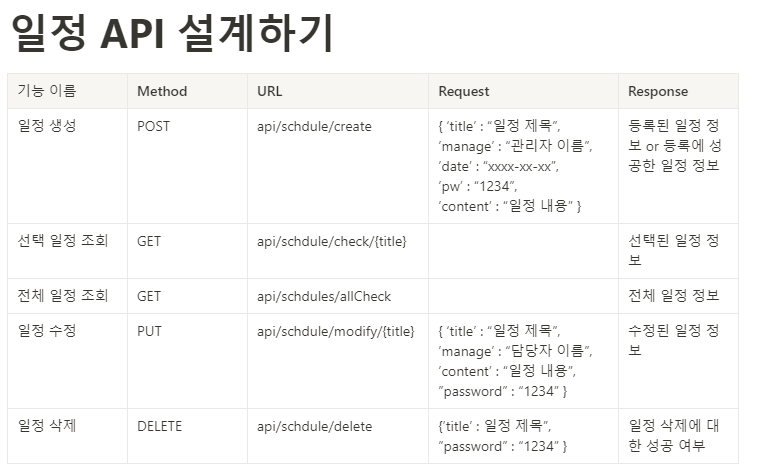 일정 API 설계하기
기능 이름 Method URL Request Response
일정 생성 POST api/schdule/create { ‘title’ : “일정 제목”, 등록된 일정 정
‘manage’ : “관리자 이름”, 보 or 등록에 성
‘date’ : “xxxx-xx-xx”, 공한 일정 정보
‘pw’ : “1234”,
‘content’ : “일정 내용” }
선택 일정 조회 GET api/schdule/check/{title} 선택된 일정 정
보
전체 일정 조회 GET api/schdules/allCheck 전체 일정 정보
일정 수정 PUT api/schdule/modify/{title} { ‘title’ : “일정 제목”, 수정된 일정 정
‘manage’ : “담당자 이름”, 보
‘content’ : “일정 내용”,
”password” : “1234” }
일정 삭제 DELETE api/schdule/delete {’title’ : 일정 제목”, 일정 삭제에 대
”password” : “1234” } 한 성공 여부